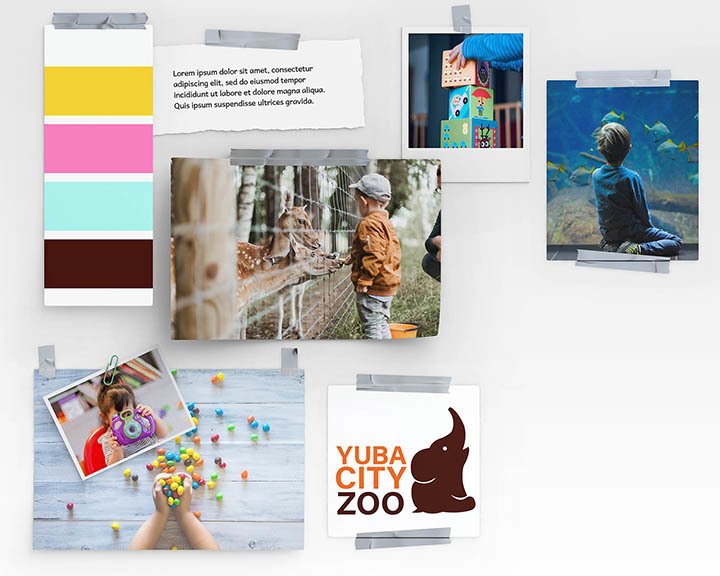 Lorem ipsum dolor sit amet, consectetur
adipiscing elit, sed do eiusmod tempor
incididunt ut labore et dolore magna aliqua.
Quis ipsum suspendisse ultrices gravida.
YUBA
CITY
ZOO